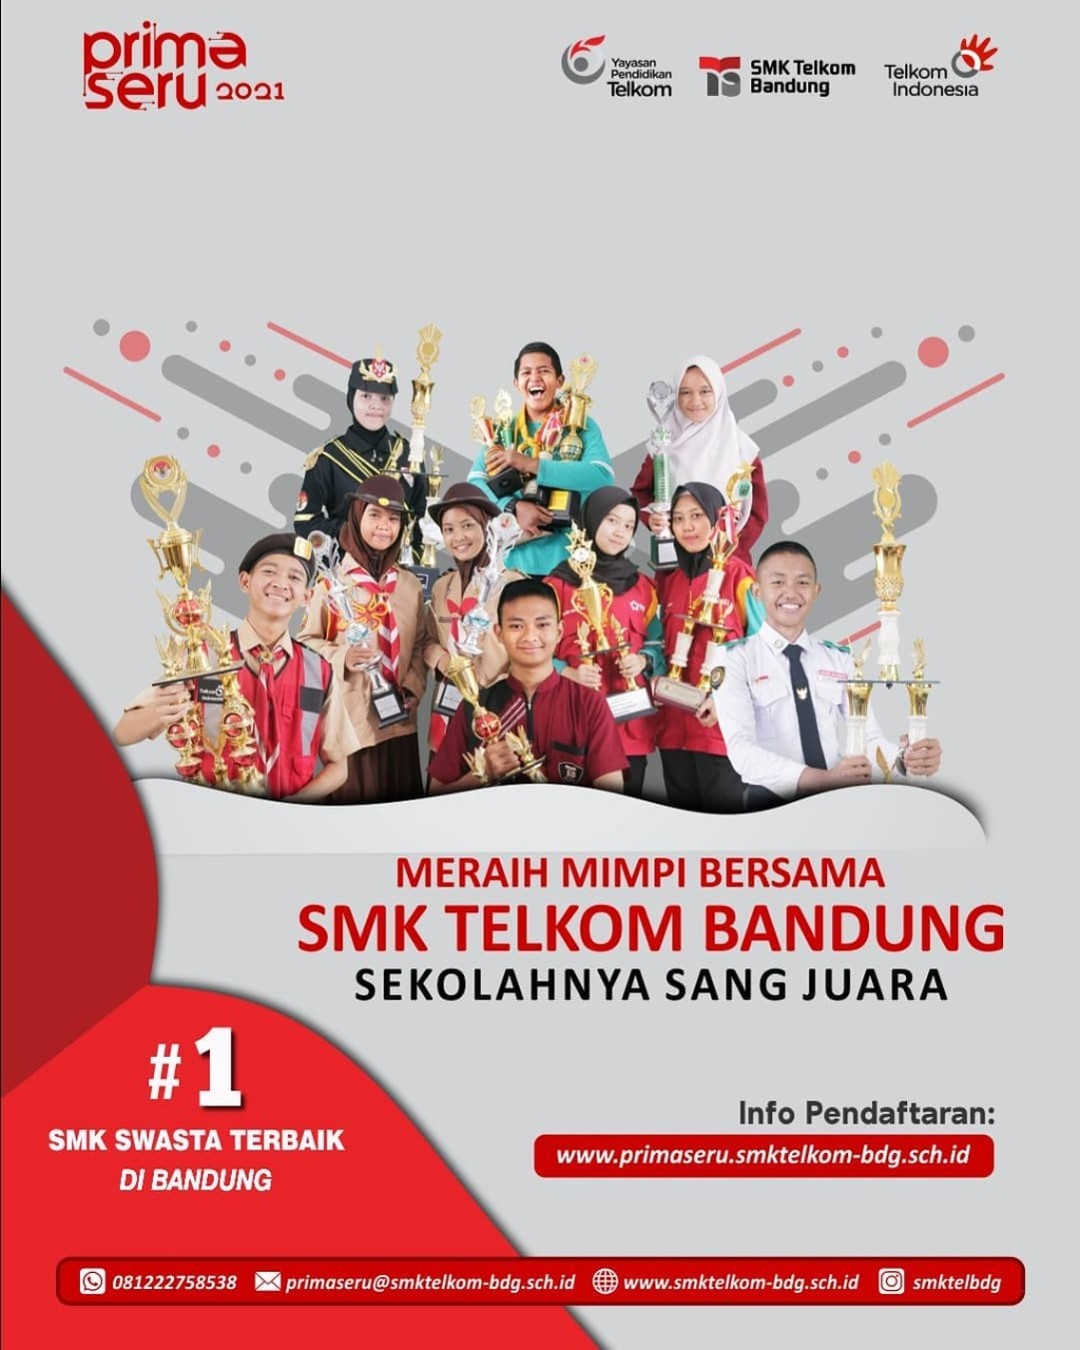 prima
seru 2021
Yayasan
Pendidikan
Telkom
SMK Telkom
Bandung
Telkom
Indonesia
MERAIH MIMPI BERSAMA
SMK TELKOM BANDUNG
SEKOLAHNYA SANG JUARA
#1
SMK SWASTA TERBAIK
DI BANDUNG
Info Pendaftaran:
www.primaseru.smktelkom-bdg.sch.id
081222758538 primaseru@smktelkom-bdg.sch.id www.smktelkom-bdg.sch.id smktelbdg